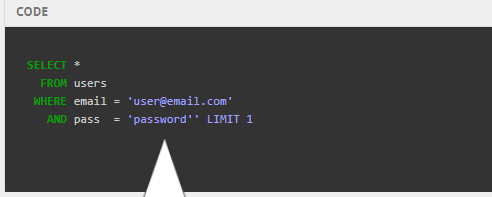 CODE
SELECT *
FROM users
WHERE email = 'user@email.com'
AND pass = 'password'' LIMIT 1